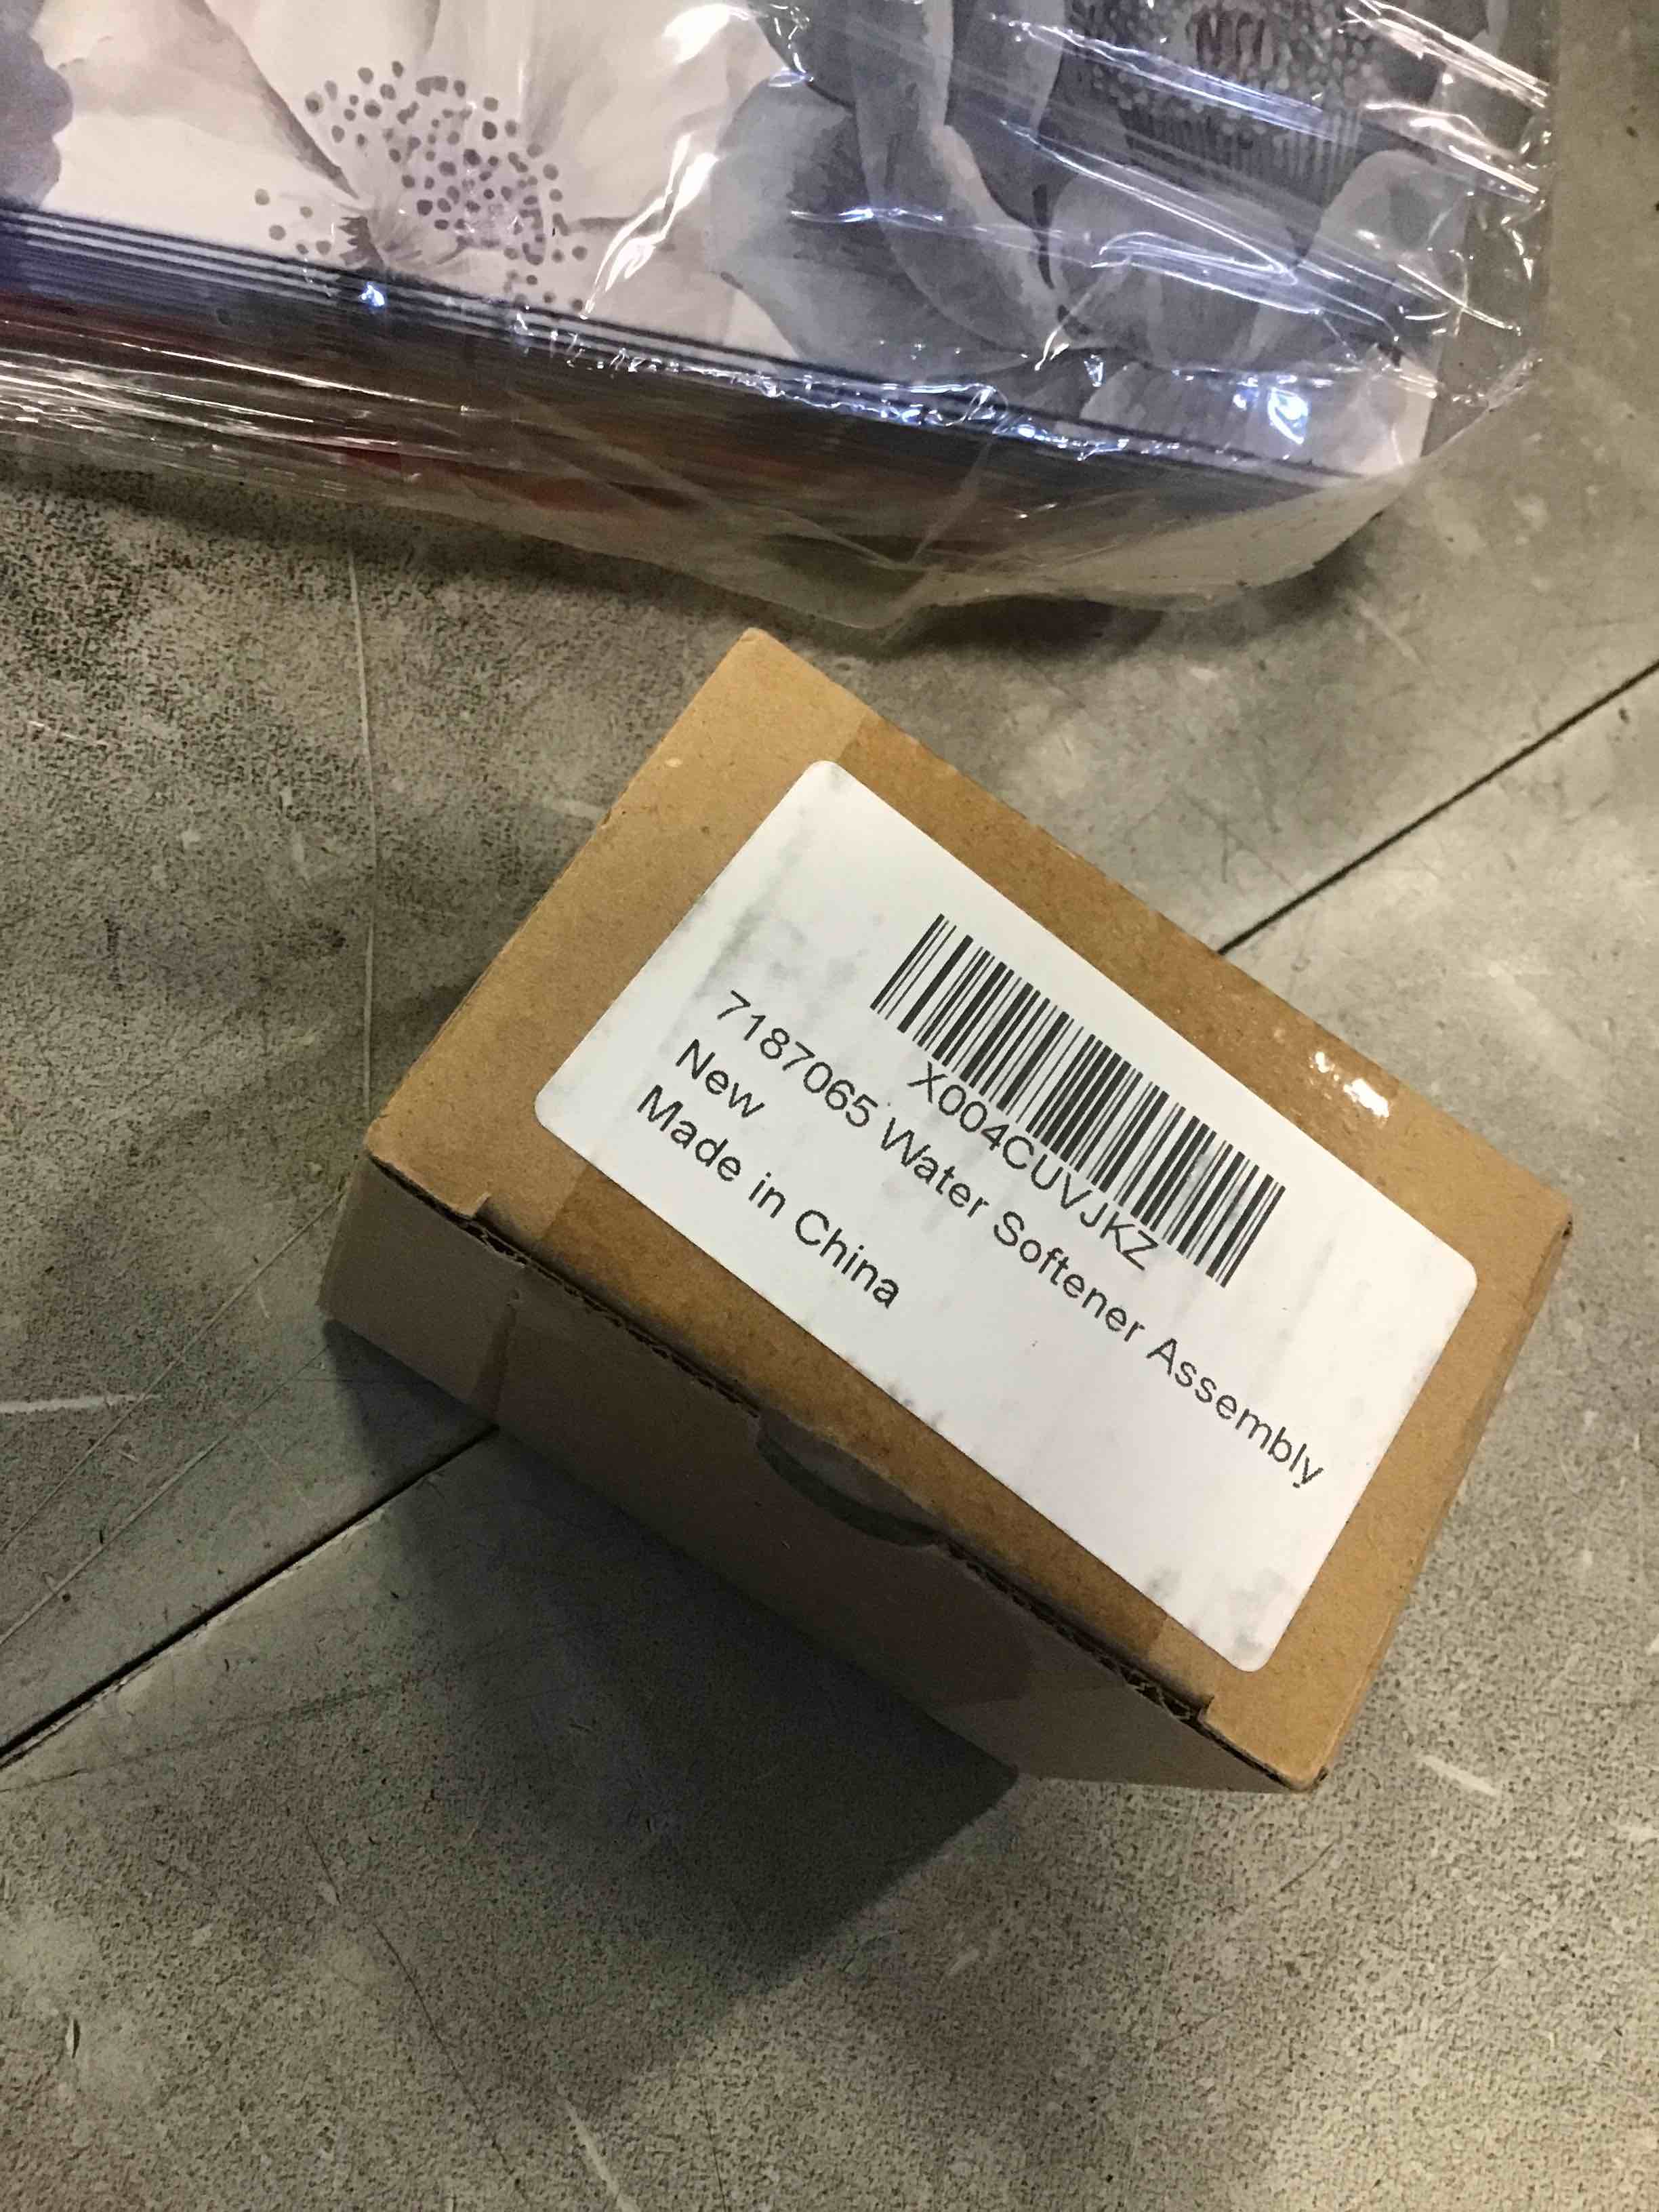 X004CUVJKZ
7187065 Water Softener Assembly
New
Made in China